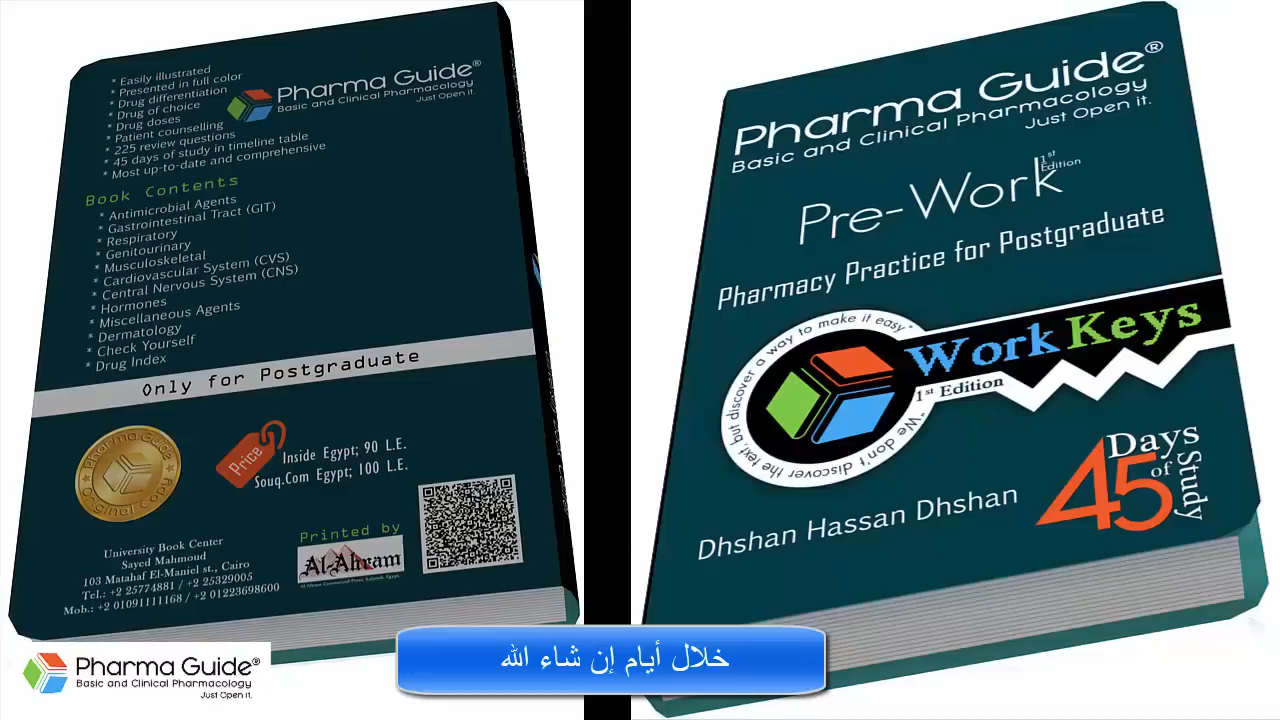 * Easily illustrated
* Presented in full color
* Drug differentiation
* Drug of choice
* Drug doses
* Patient counselling
* 225 review questions
* 45 days of study in timeline table
* Most up-to-date and comprehensive
Pharma Guide®
Basic and Clinical Pharmacology
Just Open it.
Book Contents
* Antimicrobial Agents
* Gastrointestinal Tract (GIT)
* Respiratory
* Genitourinary
* Musculoskeletal
* Cardiovascular System (CVS)
* Central Nervous System (CNS)
* Hormones
* Miscellaneous Agents
* Dermatology
* Check Yourself
* Drug Index
Only for Postgraduate
Pharma Guide
Original Copy
Price
Inside Egypt; 90 L.E.
Souq.Com Egypt; 100 L.E.
Printed by
Al-Ahram
University Book Center
Sayed Mahmoud
103 Matahaf El-Maniel st., Cairo
Tel.: +2 25774881 / +2 25329005
Mob.: +2 01091111168 / +2 01223698600
Pharma Guide®
Basic and Clinical Pharmacology
Just Open it.
Pharma Guide®
Basic and Clinical Pharmacology
Just Open it.
Pre-Work
1st
Edition
Pharmacy Practice for Postgraduate
"We don't discover the text, but discover a way to make it easy"
Work Keys
1st Edition
45 Days of Study
Dhshan Hassan Dhshan
خلال أيام إن شاء الله